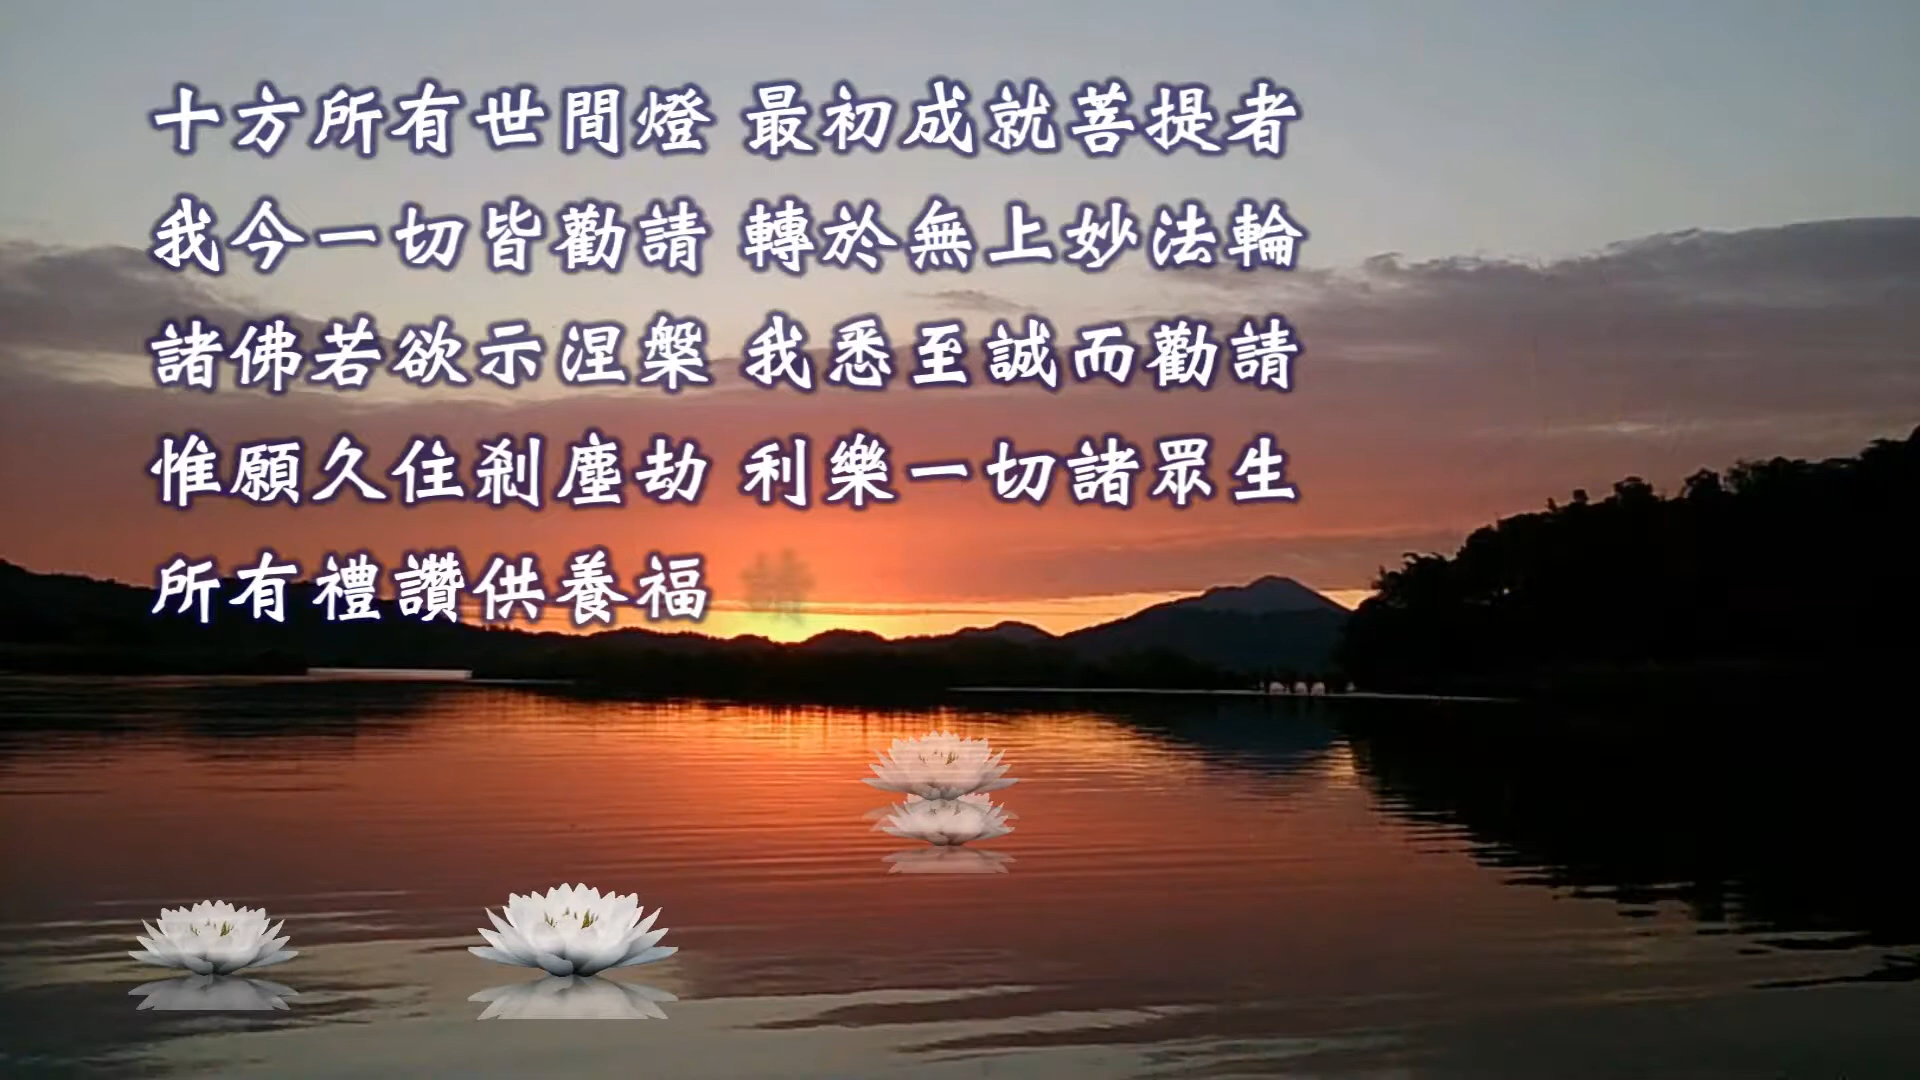 十方所有世間燈 最初成就菩提者
我今一切皆勸請 轉於無上妙法輪
諸佛若欲示涅槃 我悉至誠而勸請
惟願久住剎塵劫 利樂一切諸眾生
所有禮讚供養福